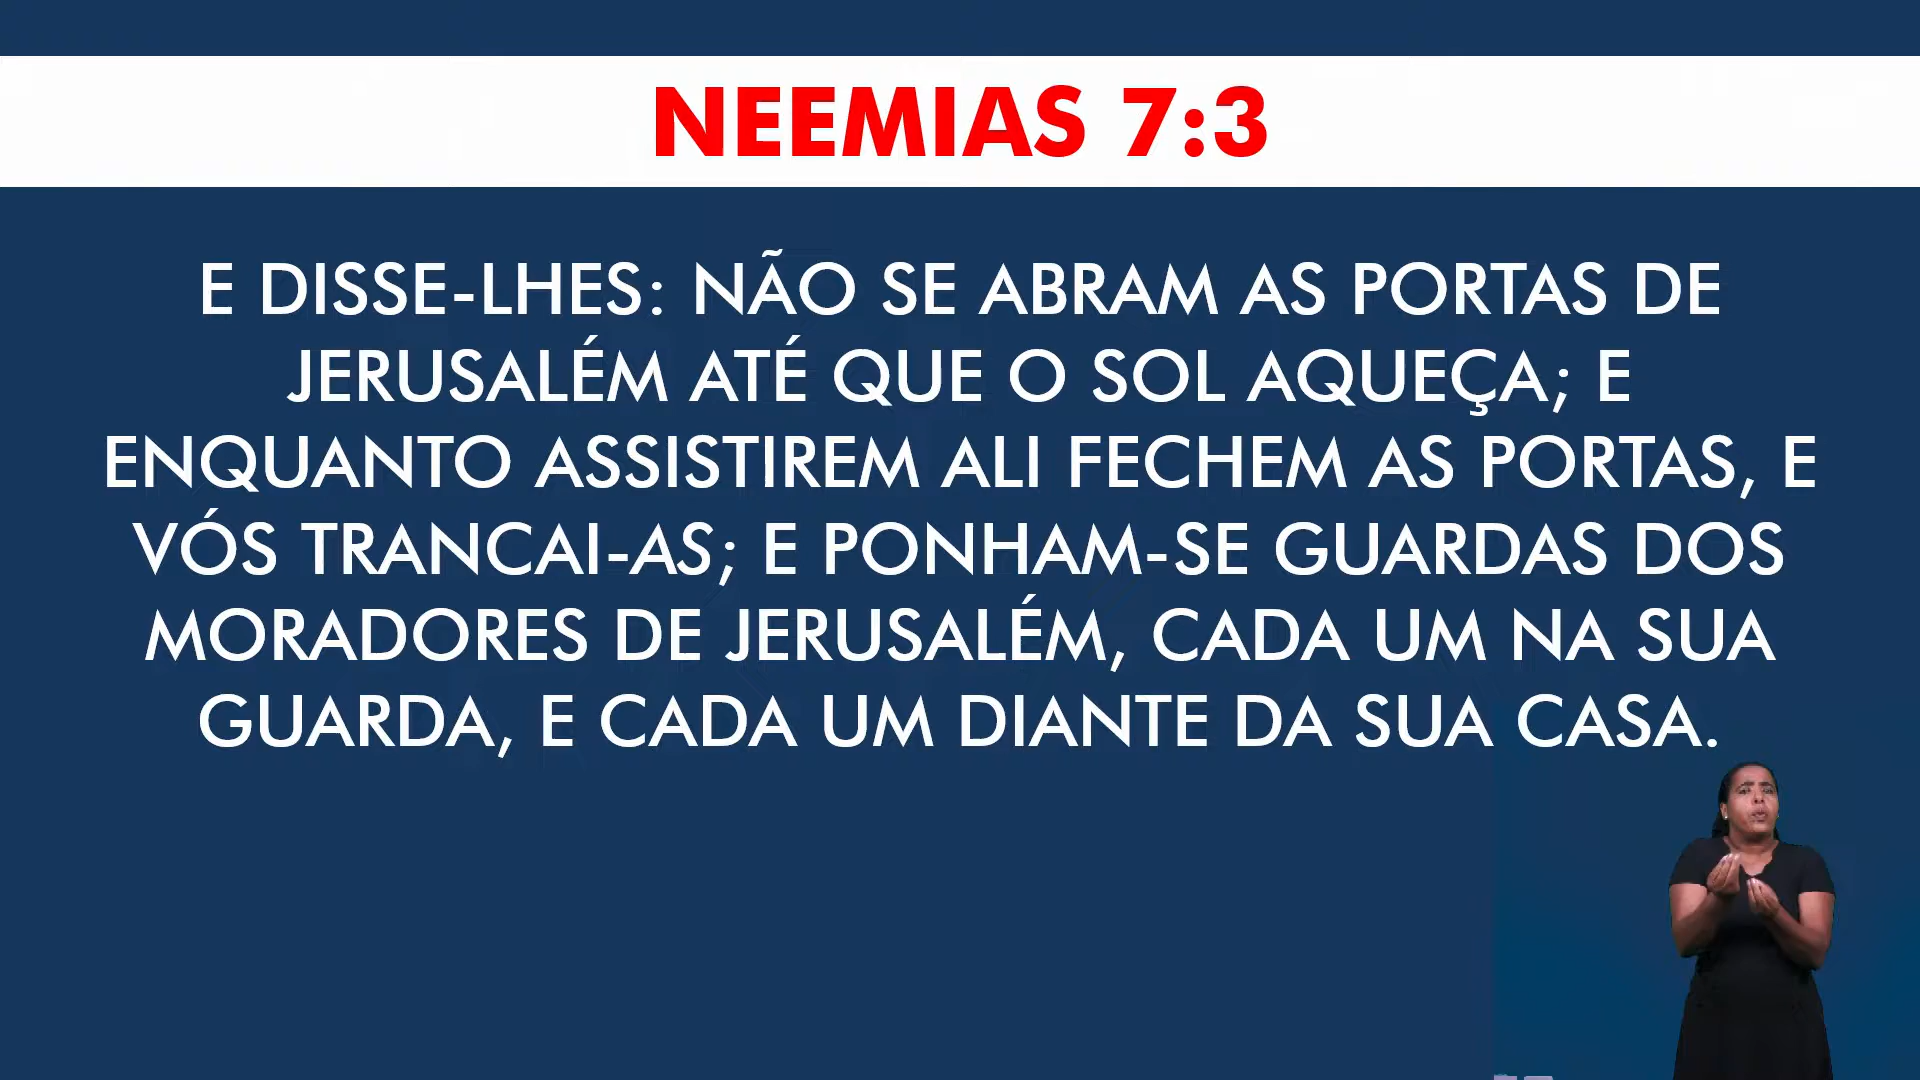 NEEMIAS 7:3
E DISSE-LHES: NÃO SE ABRAM AS PORTAS DE
JERUSALÉM ATÉ QUE O SOL AQUEÇA; E
ENQUANTO ASSISTIREM ALI FECHEM AS PORTAS, E
VÓS TRANCAI-AS; E PONHAM-SE GUARDAS DOS
MORADORES DE JERUSALÉM, CADA UM NA SUA
GUARDA, E CADA UM DIANTE DA SUA CASA.